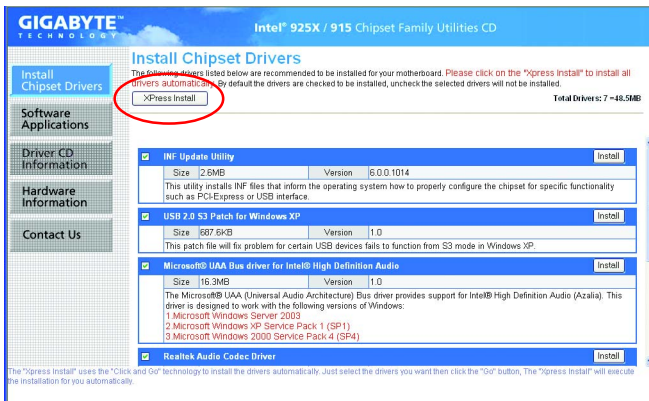 GIGABYTE™
TECHNOLOGY
Intel® 925X / 915 Chipset Family Utilities CD
Install
Chipset Drivers
Software
Applications
Driver CD
Information
Hardware
Information
Contact Us
Install Chipset Drivers
The following drivers listed below are recommended to be installed for your motherboard. Please click on the "Xpress Install" to install all
drivers automatically. By default the drivers are checked to be installed, uncheck the selected drivers will not be installed.
XPress Install
Total Drivers: 7 =48.5MB
INF Update Utility
Install
Size 2.6MB Version 6.0.0.1014
This utility installs INF files that inform the operating system how to properly configure the chipset for specific functionality
such as PCI-Express or USB interface.
USB 2.0 S3 Patch for Windows XP
Install
Size 687.6KB Version 1.0
This patch file will fix problem for certain USB devices fails to function from S3 mode in Windows XP.
Microsoft® UAA Bus driver for Intel® High Definition Audio
Install
Size 16.3MB Version 1.0
The Microsoft® UAA (Universal Audio Architecture) Bus driver provides support for Intel® High Definition Audio (Azalia). This
driver is designed to work with the following versions of Windows:
1.Microsoft Windows Server 2003
2.Microsoft Windows XP Service Pack 1 (SP1)
3.Microsoft Windows 2000 Service Pack 4 (SP4)
Realtek Audio Codec Driver
Install
The "Xpress Install" uses the "Click and Go" technology to install the drivers automatically. Just select the drivers you want then click the "Go" button, The "Xpress Install" will execute
the installation for you automatically.